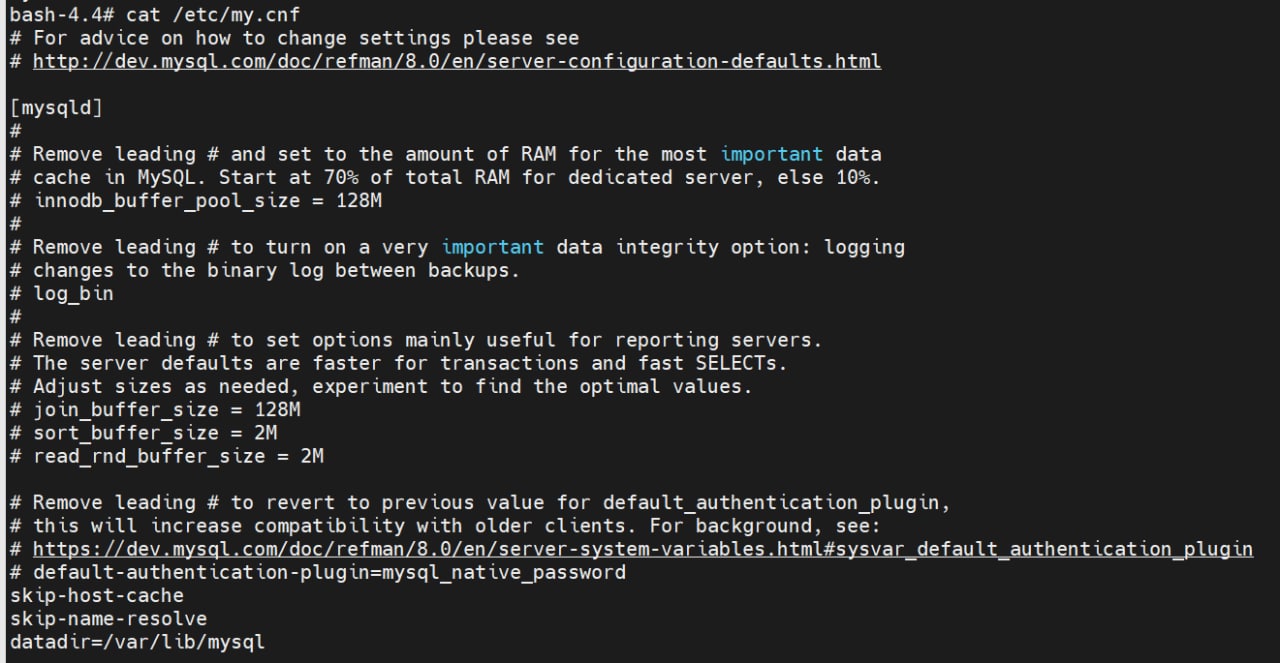 bash-4.4# cat /etc/my.cnf
# For advice on how to change settings please see
# http://dev.mysql.com/doc/refman/8.0/en/server-configuration-defaults.html

[mysqld]
#
# Remove leading # and set to the amount of RAM for the most important data
# cache in MySQL. Start at 70% of total RAM for dedicated server, else 10%.
# innodb_buffer_pool_size = 128M
#
# Remove leading # to turn on a very important data integrity option: logging
# changes to the binary log between backups.
# log_bin
#
# Remove leading # to set options mainly useful for reporting servers.
# The server defaults are faster for transactions and fast SELECTs.
# Adjust sizes as needed, experiment to find the optimal values.
# join_buffer_size = 128M
# sort_buffer_size = 2M
# read_rnd_buffer_size = 2M

# Remove leading # to revert to previous value for default_authentication_plugin,
# this will increase compatibility with older clients. For background, see:
# https://dev.mysql.com/doc/refman/8.0/en/server-system-variables.html#sysvar_default_authentication_plugin
# default-authentication-plugin=mysql_native_password
skip-host-cache
skip-name-resolve
datadir=/var/lib/mysql